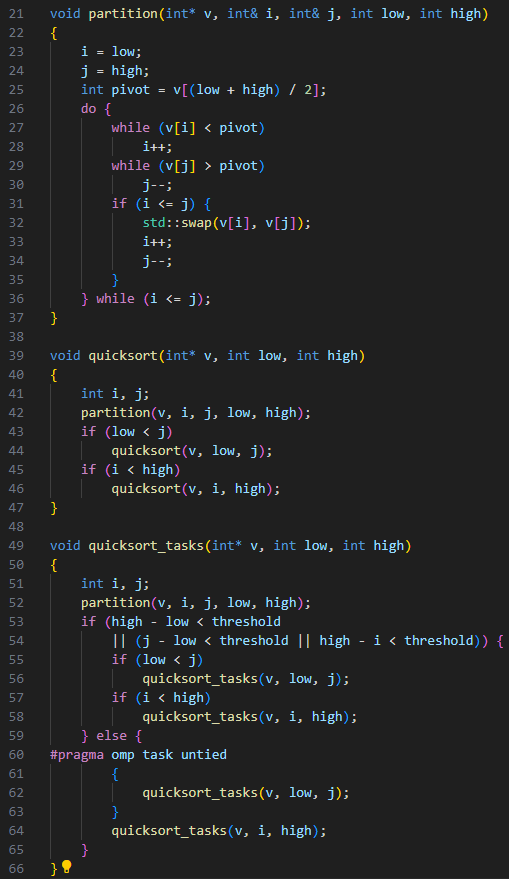 21 void partition(int* v, int& i, int& j, int low, int high)
22 {
23     i = low;
24     j = high;
25     int pivot = v[(low + high) / 2];
26     do {
27         while (v[i] < pivot)
28             i++;
29         while (v[j] > pivot)
30             j--;
31         if (i <= j) {
32             std::swap(v[i], v[j]);
33             i++;
34             j--;
35         }
36     } while (i <= j);
37 }
38
39 void quicksort(int* v, int low, int high)
40 {
41     int i, j;
42     partition(v, i, j, low, high);
43     if (low < j)
44         quicksort(v, low, j);
45     if (i < high)
46         quicksort(v, i, high);
47 }
48
49 void quicksort_tasks(int* v, int low, int high)
50 {
51     int i, j;
52     partition(v, i, j, low, high);
53     if (high - low < threshold
54         || (j - low < threshold || high - i < threshold)) {
55         if (low < j)
56             quicksort_tasks(v, low, j);
57         if (i < high)
58             quicksort_tasks(v, i, high);
59     } else {
60 #pragma omp task untied
61         {
62             quicksort_tasks(v, low, j);
63         }
64         quicksort_tasks(v, i, high);
65     }
66 }